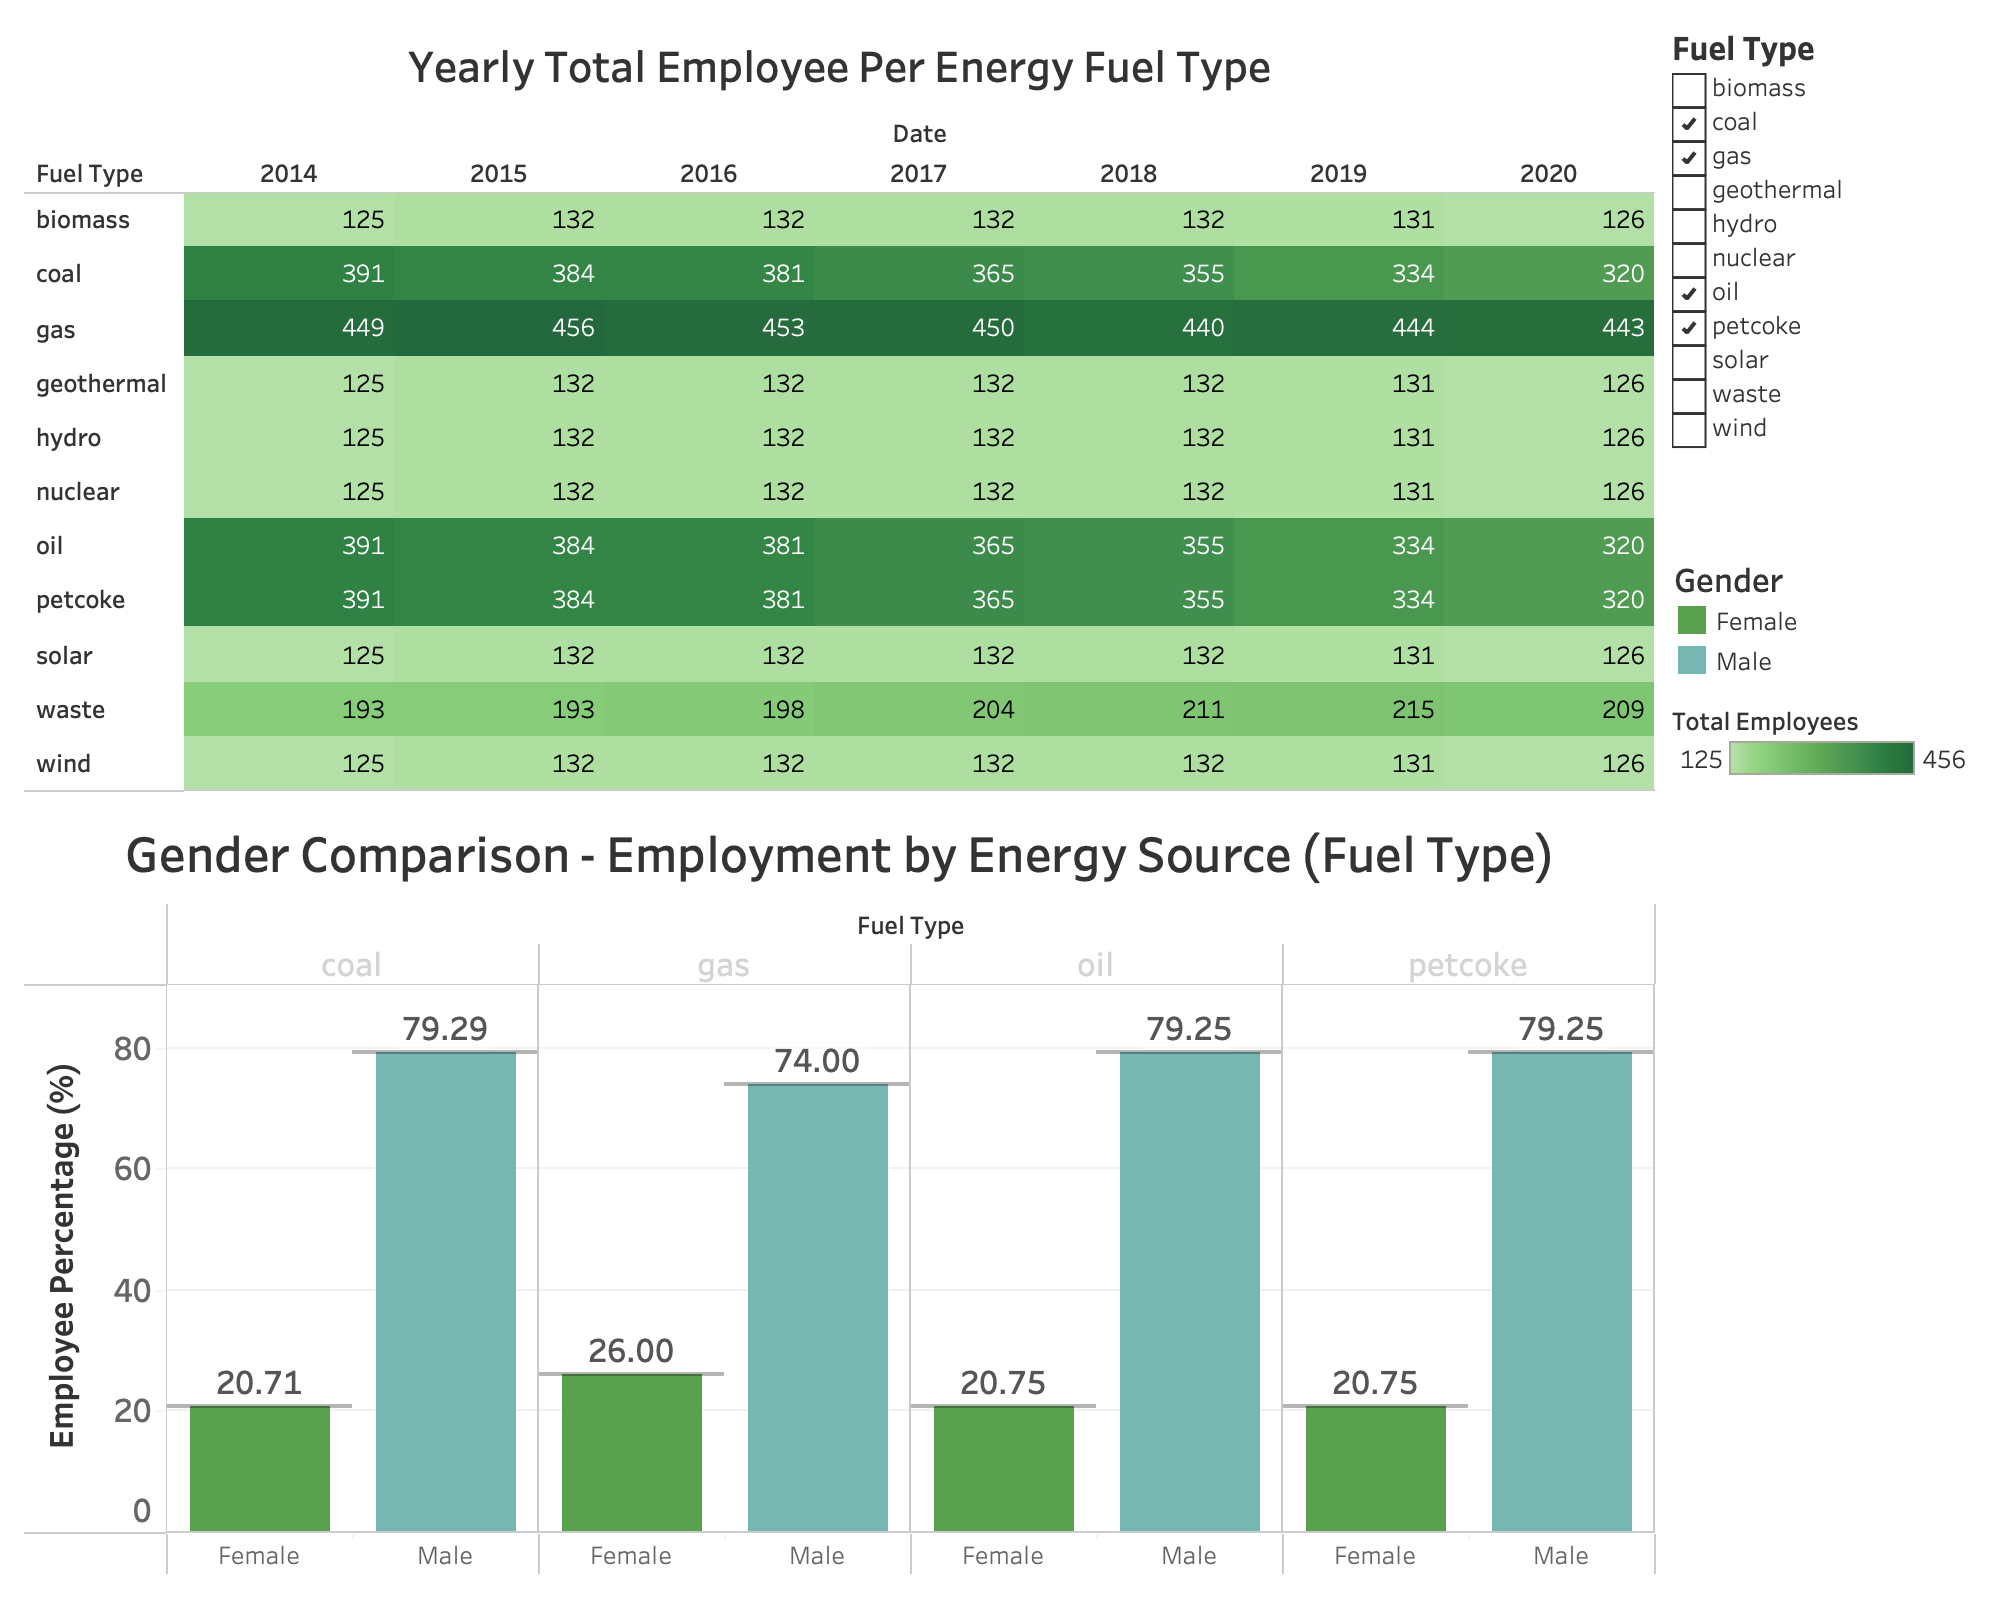 Yearly Total Employee Per Energy Fuel Type
Date
Fuel Type 2014 2015 2016 2017 2018 2019 2020
biomass 125 132 132 132 132 131 126
coal 391 384 381 365 355 334 320
gas 449 456 453 450 440 444 443
geothermal 125 132 132 132 132 131 126
hydro 125 132 132 132 132 131 126
nuclear 125 132 132 132 132 131 126
oil 391 384 381 365 355 334 320
petcoke 391 384 381 365 355 334 320
solar 125 132 132 132 132 131 126
waste 193 193 198 204 211 215 209
wind 125 132 132 132 132 131 126
Fuel Type
biomass
coal
gas
geothermal
hydro
nuclear
oil
petcoke
solar
waste
wind
Gender
Female
Male
Total Employees
125 456
Gender Comparison - Employment by Energy Source (Fuel Type)
Fuel Type
coal gas oil petcoke
Employee Percentage (%)
80
60
40
20
0
20.71 79.29 26.00 74.00 20.75 79.25 20.75 79.25
Female Male Female Male Female Male Female Male